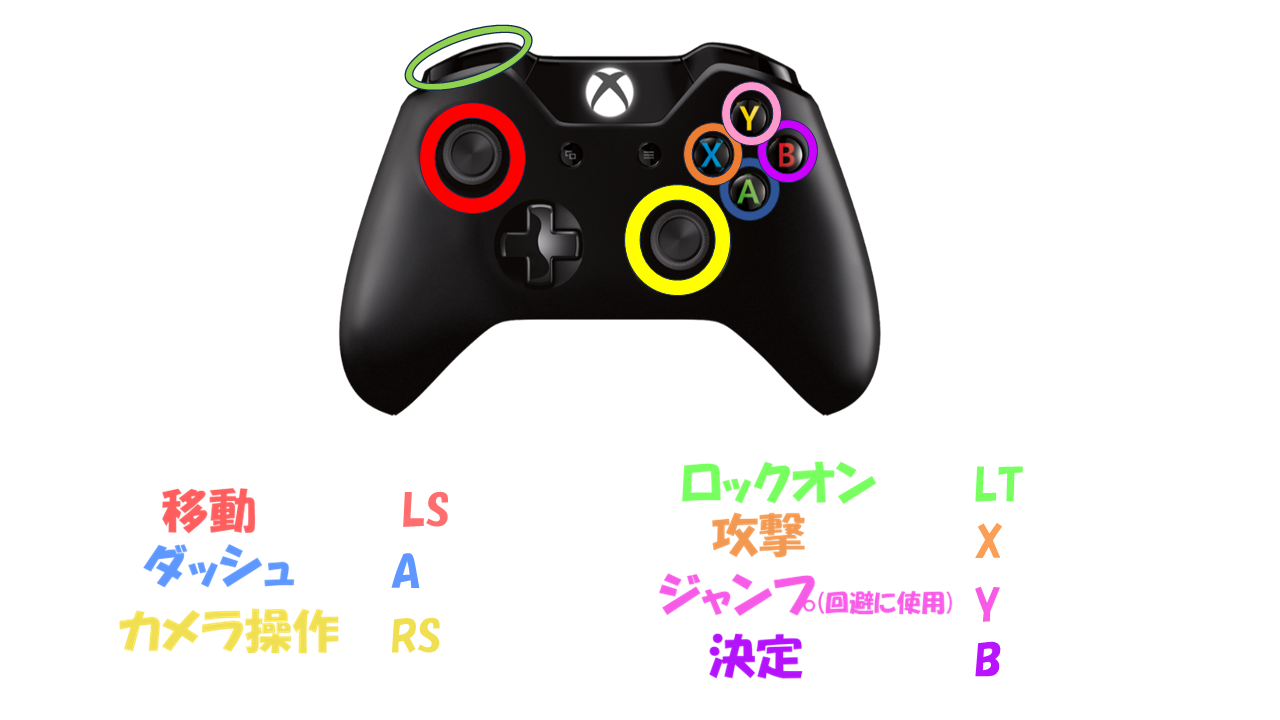 Y
X B
A
移動 LS
ダッシュ A
カメラ操作 RS
ロックオン LT
攻撃 X
ジャンプ(回避に使用) Y
決定 B